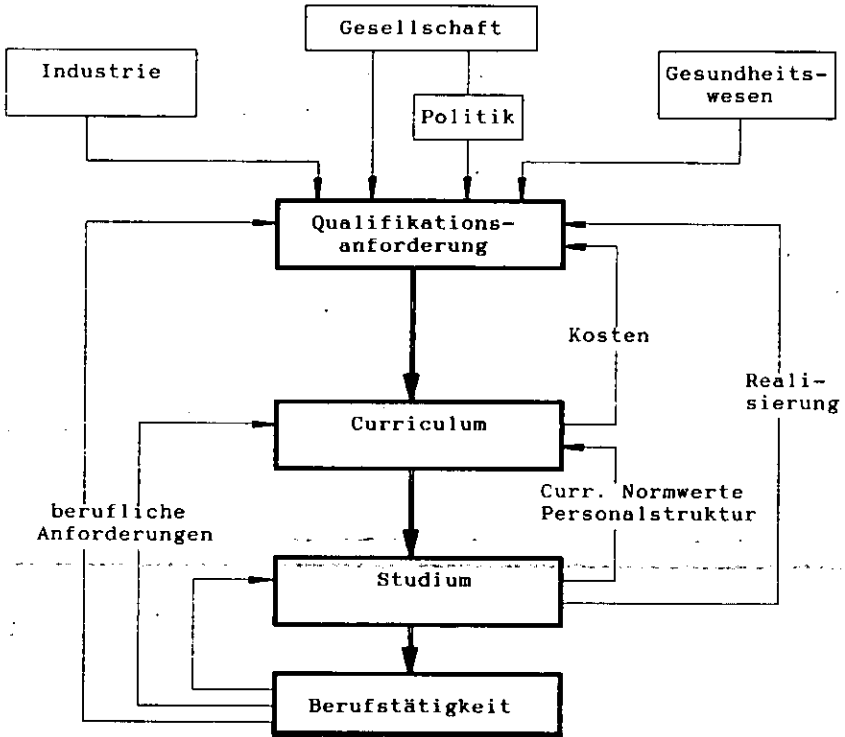 Gesellschaft
Industrie
Politik
Gesundheits-
wesen
Qualifikations-
anforderung
Kosten
Reali-
sierung
Curriculum
Curr. Normwerte
Personalstruktur
berufliche
Anforderungen
Studium
Berufstätigkeit